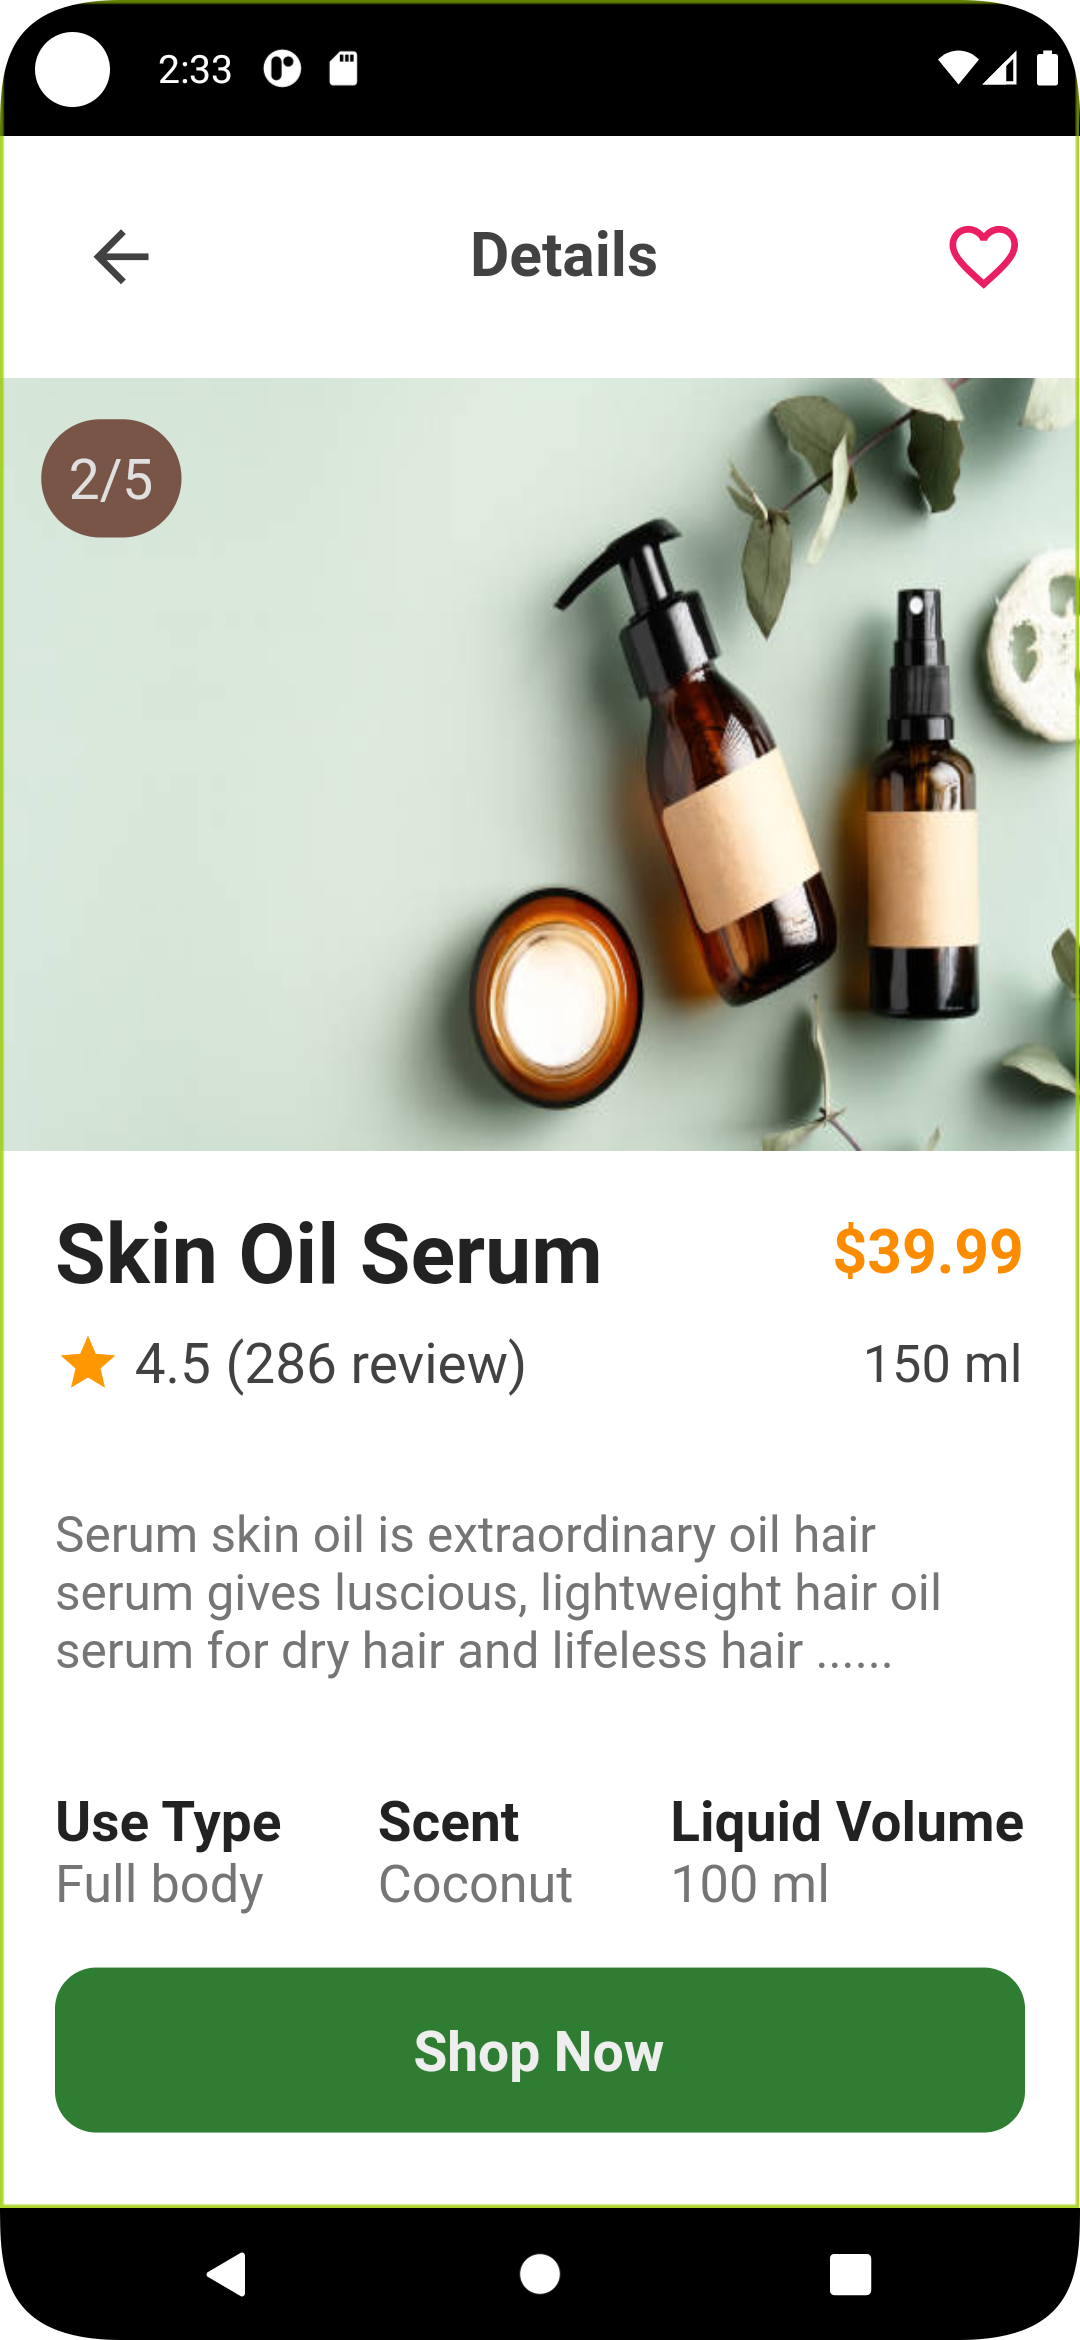 2:33
Details
2/5
Skin Oil Serum
$39.99
4.5 (286 review)
150 ml
Serum skin oil is extraordinary oil hair
serum gives luscious, lightweight hair oil
serum for dry hair and lifeless hair ......
Use Type
Full body
Scent
Coconut
Liquid Volume
100 ml
Shop Now